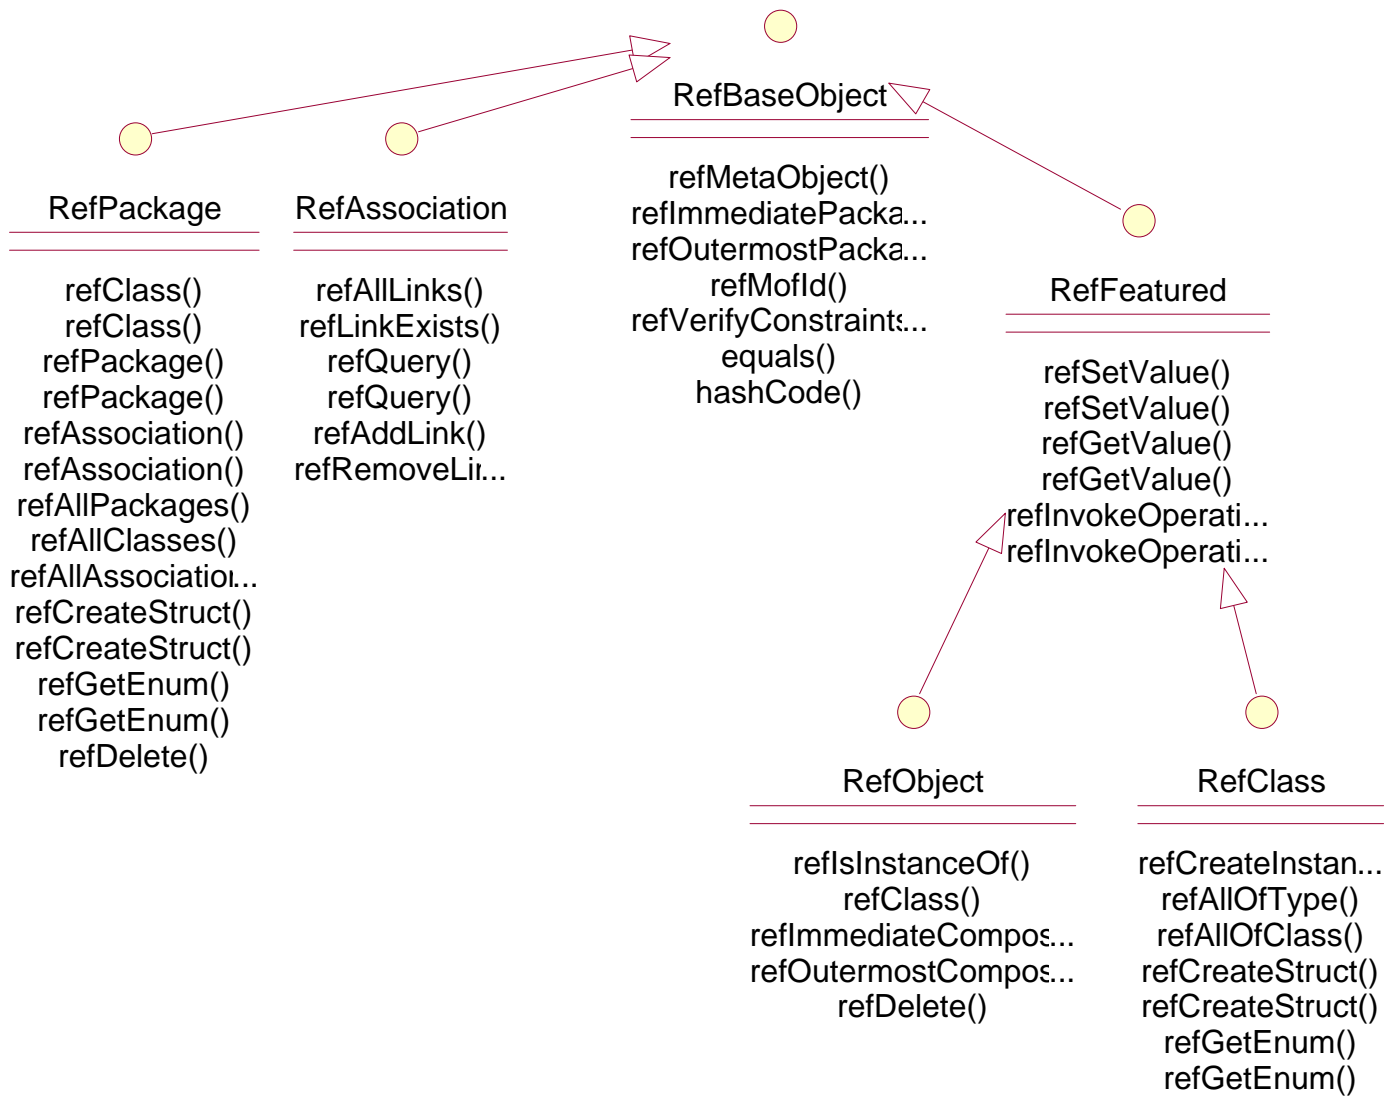 RefBaseObject
refMetaObject()
refImmediatePacka...
refOutermostPacka...
refMofId()
refVerifyConstraints...
equals()
hashCode()
RefPackage
refClass()
refClass()
refPackage()
refPackage()
refAssociation()
refAssociation()
refAllPackages()
refAllClasses()
refAllAssociation...
refCreateStruct()
refCreateStruct()
refGetEnum()
refGetEnum()
refDelete()
RefAssociation
refAllLinks()
refLinkExists()
refQuery()
refQuery()
refAddLink()
refRemoveLin...
RefFeatured
refSetValue()
refSetValue()
refGetValue()
refGetValue()
refInvokeOperati...
refInvokeOperati...
RefObject
refIsInstanceOf()
refClass()
refImmediateCompos...
refOutermostCompos...
refDelete()
RefClass
refCreateInstan...
refAllOfType()
refAllOfClass()
refCreateStruct()
refCreateStruct()
refGetEnum()
refGetEnum()